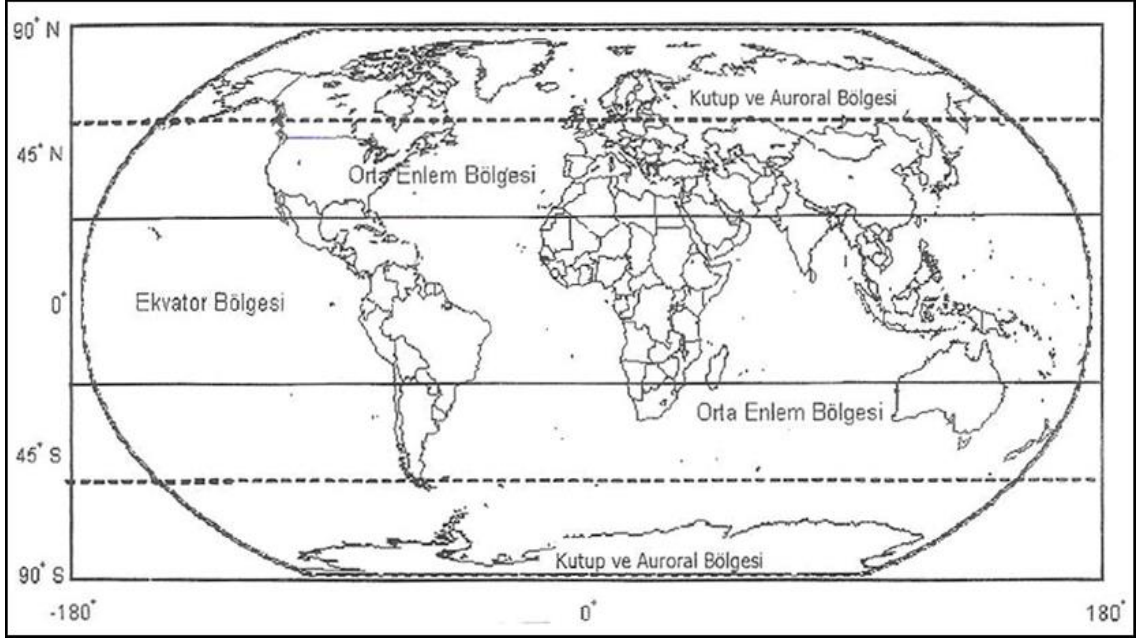 90° N
Kutup ve Auroral Bölgesi
45° N
Orta Enlem Bölgesi
Ekvator Bölgesi
0°
Orta Enlem Bölgesi
45° S
Kutup ve Auroral Bölgesi
90° S
-180°
0°
180°